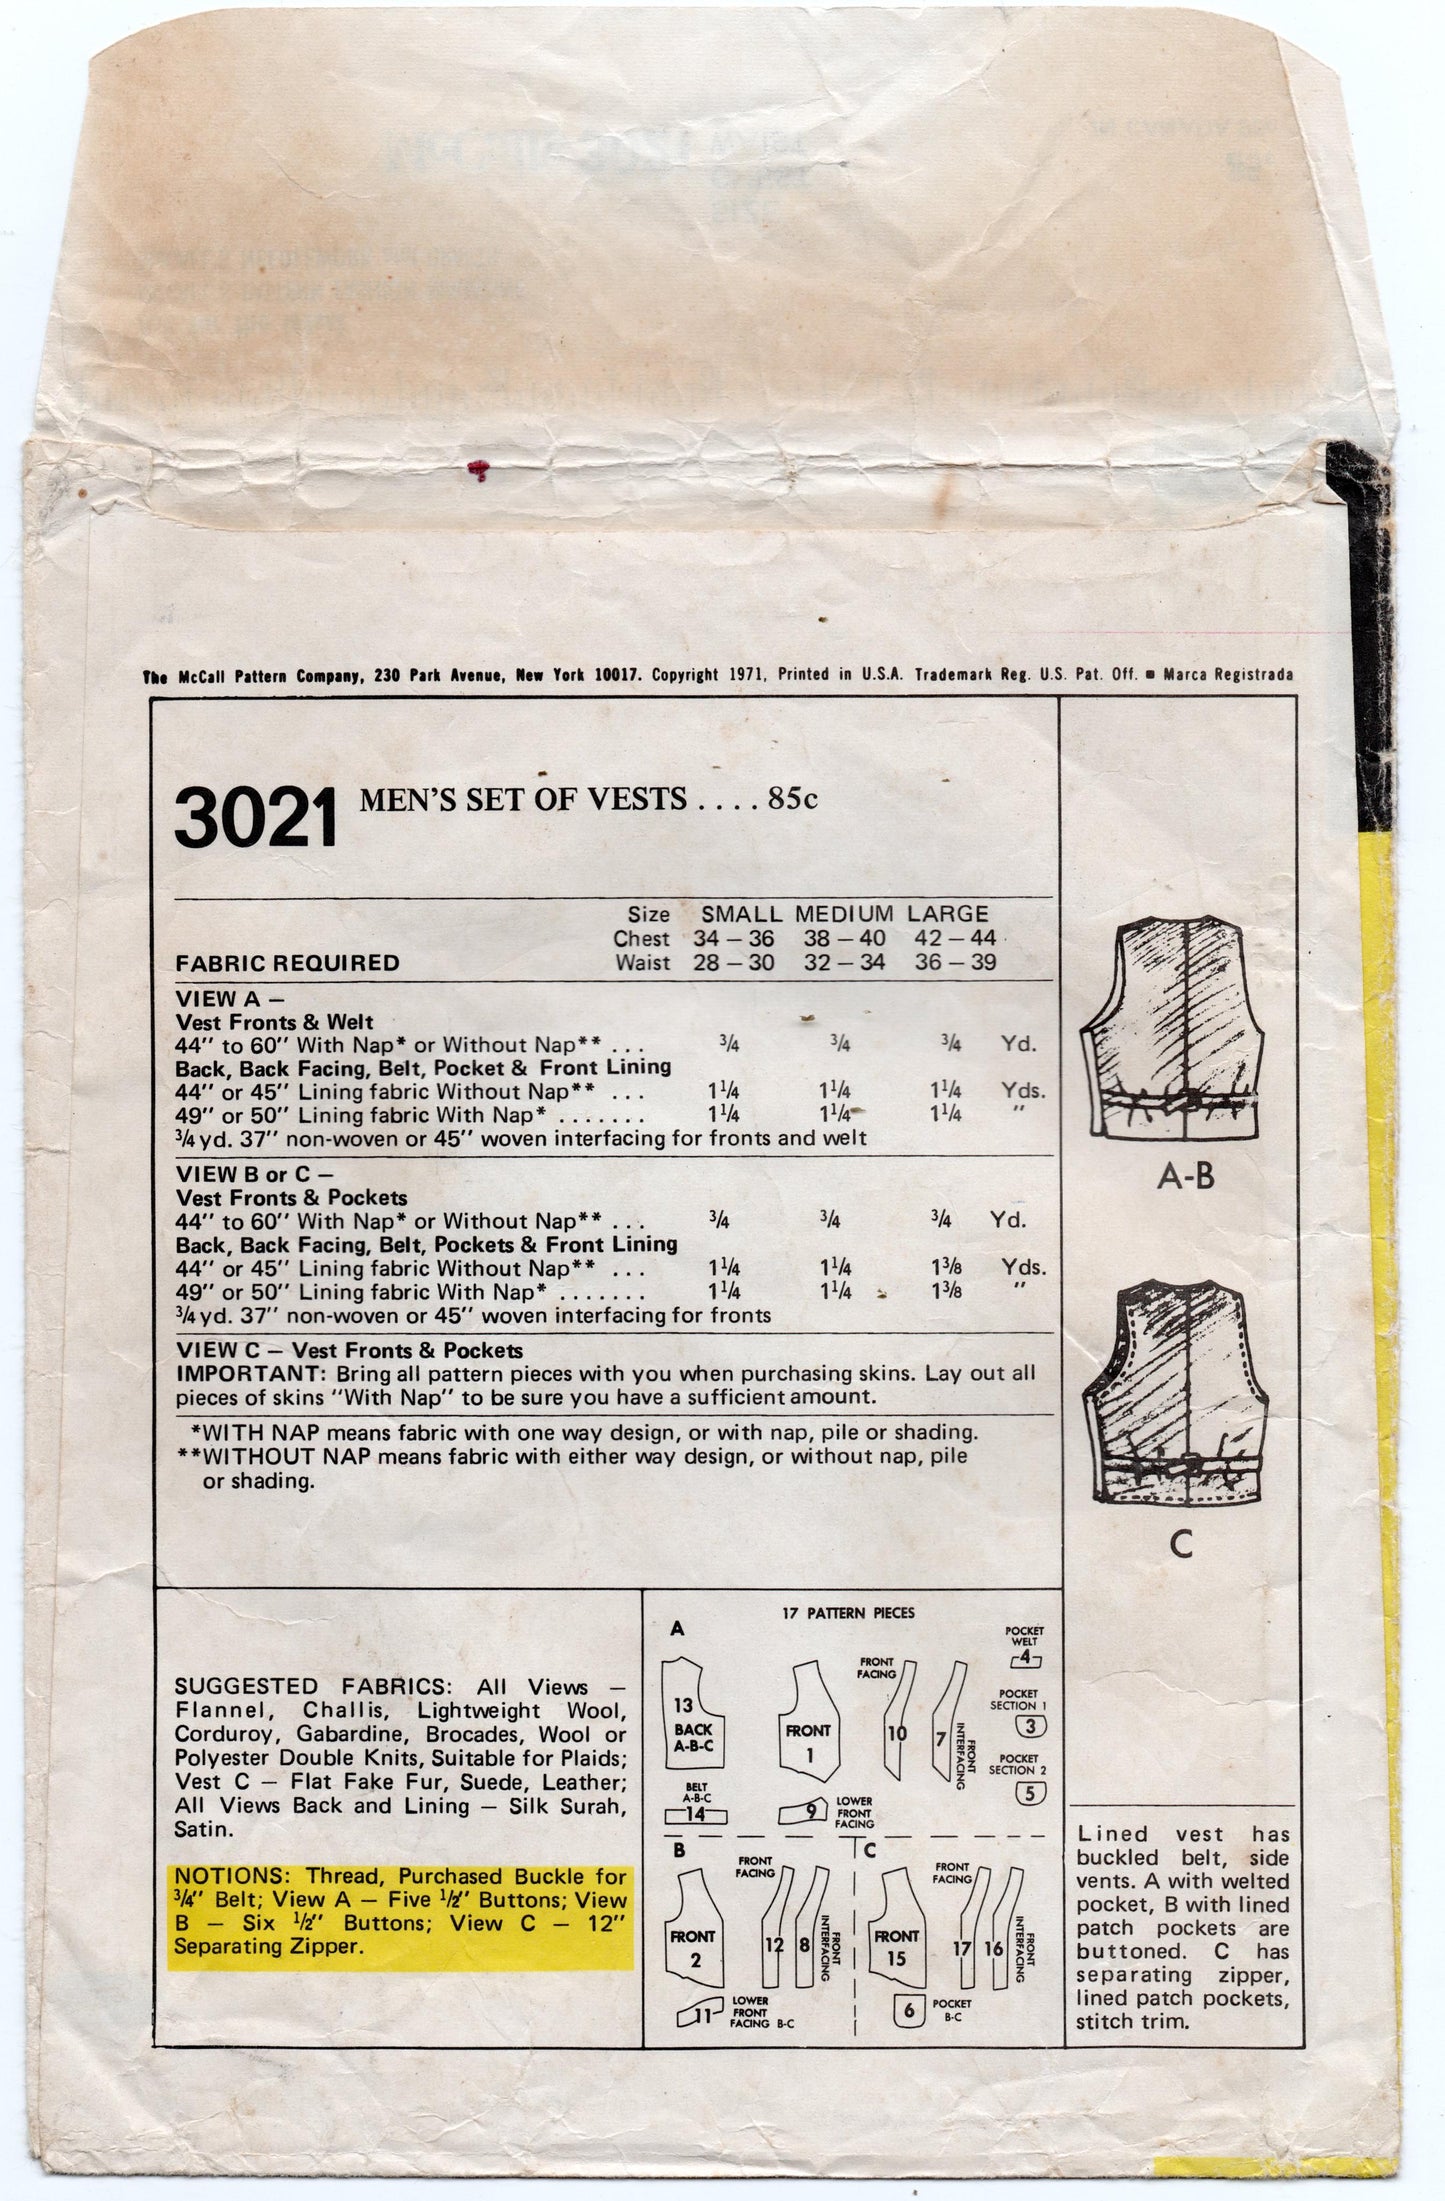 The McCall Pattern Company, 230 Park Avenue, New York 10017. Copyright 1971, Printed in U.S.A. Trademark Reg. U.S. Pat. Off. ■ Marca Registrada
3021 MEN'S SET OF VESTS .... 85c
Size SMALL MEDIUM LARGE
Chest 34 – 36 38 – 40 42 – 44
FABRIC REQUIRED Waist 28 – 30 32 – 34 36 – 39
VIEW A –
Vest Fronts & Welt
44" to 60" With Nap* or Without Nap** ... 3/4 3/4 3/4 Yd.
Back, Back Facing, Belt, Pocket & Front Lining
44" or 45" Lining fabric Without Nap** ... 1 1/4 1 1/4 1 1/4 Yds.
49" or 50" Lining fabric With Nap* ....... 1 1/4 1 1/4 1 1/4 "
3/4 yd. 37" non-woven or 45" woven interfacing for fronts and welt
VIEW B or C –
Vest Fronts & Pockets
44" to 60" With Nap* or Without Nap** ... 3/4 3/4 3/4 Yd.
Back, Back Facing, Belt, Pockets & Front Lining
44" or 45" Lining fabric Without Nap** ... 1 1/4 1 1/4 1 3/8 Yds.
49" or 50" Lining fabric With Nap* ....... 1 1/4 1 1/4 1 3/8 "
3/4 yd. 37" non-woven or 45" woven interfacing for fronts
VIEW C – Vest Fronts & Pockets
IMPORTANT: Bring all pattern pieces with you when purchasing skins. Lay out all
pieces of skins "With Nap" to be sure you have a sufficient amount.
*WITH NAP means fabric with one way design, or with nap, pile or shading.
**WITHOUT NAP means fabric with either way design, or without nap, pile
or shading.
A-B
C
SUGGESTED FABRICS: All Views –
Flannel, Challis, Lightweight Wool,
Corduroy, Gabardine, Brocades, Wool or
Polyester Double Knits, Suitable for Plaids;
Vest C – Flat Fake Fur, Suede, Leather;
All Views Back and Lining – Silk Surah,
Satin.
NOTIONS: Thread, Purchased Buckle for
3/4" Belt; View A – Five 1/2" Buttons; View
B – Six 1/2" Buttons; View C – 12"
Separating Zipper.
17 PATTERN PIECES
A
13
BACK
A-B-C
FRONT
1
FRONT
FACING
10
7
FRONT
INTERFACING
POCKET
WELT
4
POCKET
SECTION 1
3
POCKET
SECTION 2
5
BELT
A-B-C
14
9
LOWER
FRONT
FACING
B
FRONT
2
FRONT
FACING
12
8
FRONT
INTERFACING
11
LOWER
FRONT
FACING B-C
C
FRONT
15
FRONT
FACING
17
16
FRONT
INTERFACING
6
POCKET
B-C
Lined vest has
buckled belt, side
vents. A with welted
pocket, B with lined
patch pockets are
buttoned. C has
separating zipper,
lined patch pockets,
stitch trim.